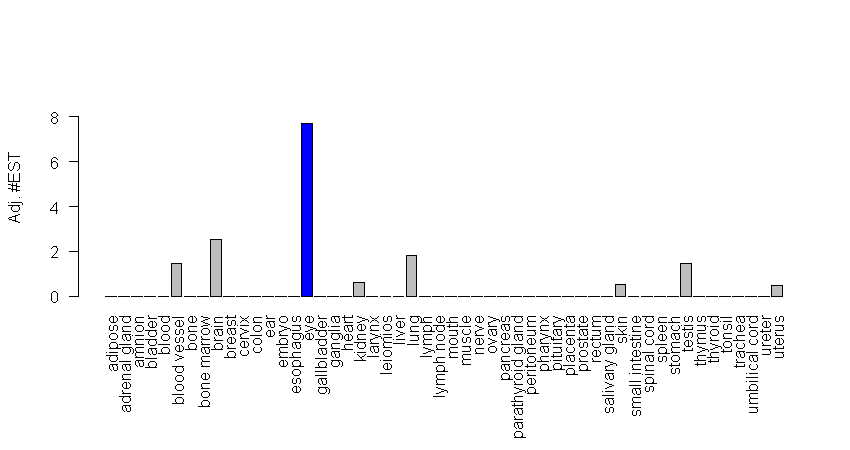 Adj. #EST
8
6
4
2
0
adipose
adrenal gland
amnion
bladder
blood
blood vessel
bone
bone marrow
brain
breast
cervix
colon
ear
embryo
esophagus
eye
gallbladder
ganglia
heart
kidney
larynx
leiomios
liver
lung
lymph
lymph node
mouth
muscle
nerve
ovary
pancreas
parathyroid gland
peritoneum
pharynx
pituitary
placenta
prostate
rectum
salivary gland
skin
small intestine
spinal cord
spleen
stomach
testis
thymus
thyroid
tonsil
trachea
umbilical cord
ureter
uterus